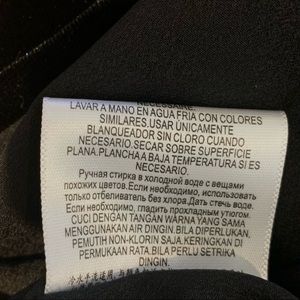 NECESSAIRE.
LAVAR A MANO EN AGUA FRIA CON COLORES
SIMILARES.USAR ÚNICAMENTE
BLANQUEADOR SIN CLORO CUANDO
NECESARIO.SECAR SOBRE SUPERFICIE
PLANA.PLANCHA A BAJA TEMPERATURA SI ES
NECESARIO.
Ручная стирка в холодной воде с вещами
похожих цветов.Если необходимо, использовать
только отбеливатель без хлора.Дать стечь воде.
Если необходимо, гладить прохладным утюгом.
CUCI DENGAN TANGAN WARNA YANG SAMA
MENGGUNAKAN AIR DINGIN.BILA DIPERLUKAN,
PEMUTIH NON-KLORIN SAJA.KERINGKAN DI
PERMUKAAN RATA.BILA PERLU SETRIKA
DINGIN.